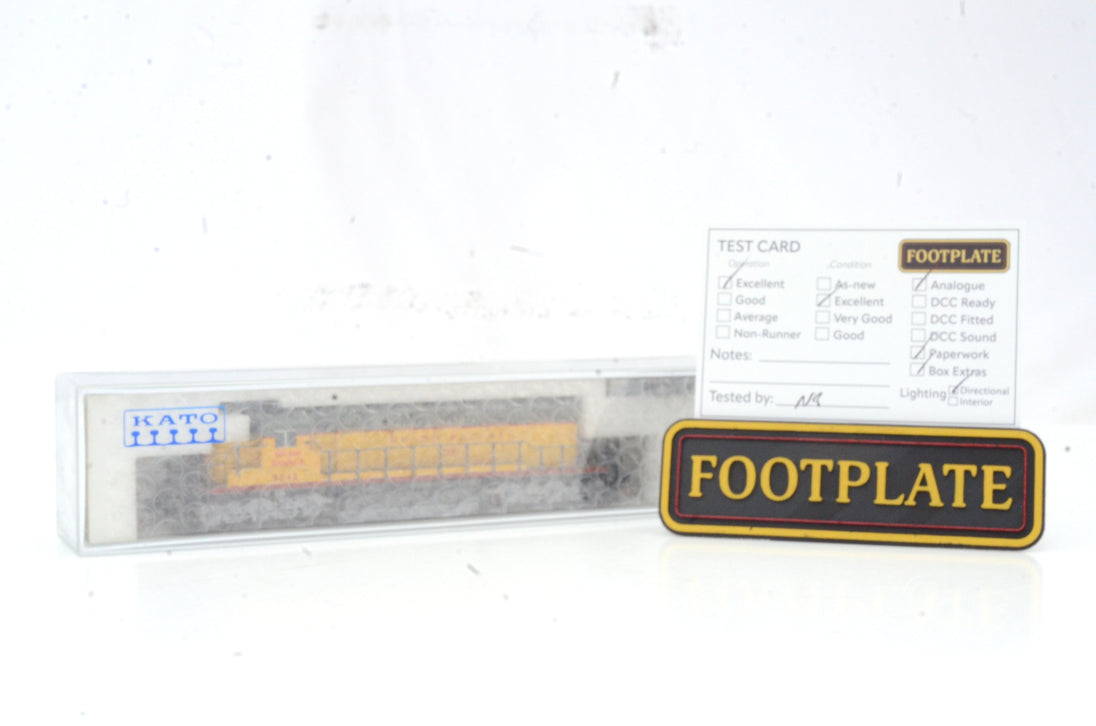 TEST CARD
FOOTPLATE
Operation
Condition
Excellent
Good
Average
Non-Runner
As-new
Excellent
Very Good
Good
Analogue
DCC Ready
DCC Fitted
DCC Sound
Paperwork
Box Extras
Notes:
Tested by:
Lighting
Directional
Interior
KATO
FOOTPLATE